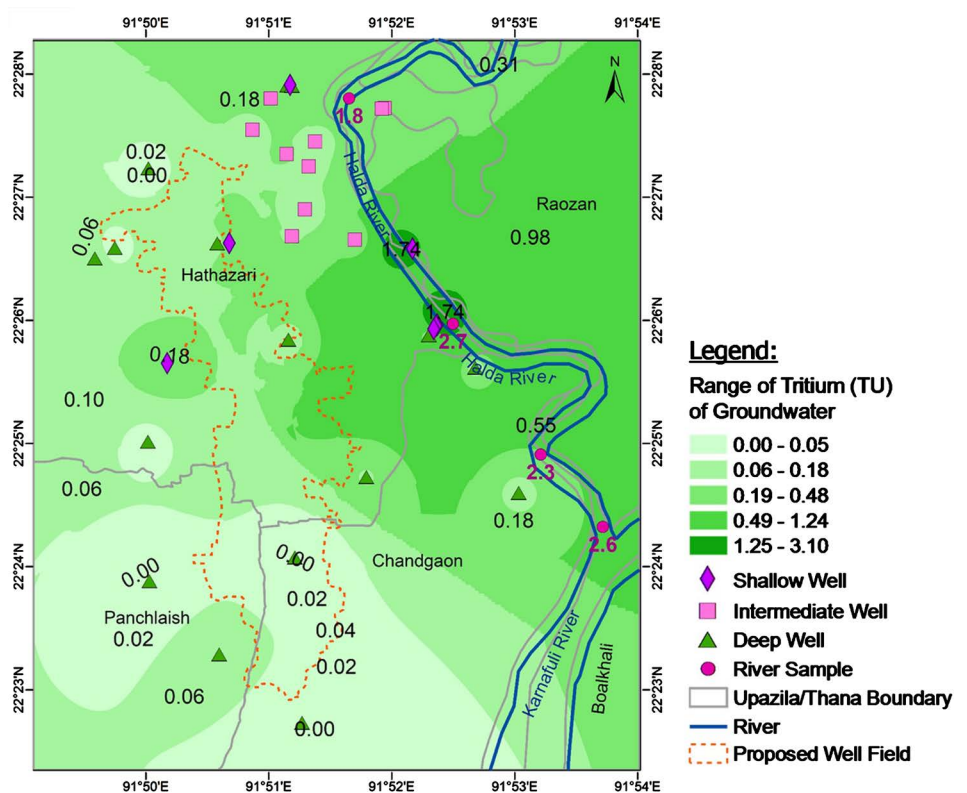 91°50'E 91°51'E 91°52'E 91°53'E 91°54'E
22°28'N
22°27'N
22°26'N
22°25'N
22°24'N
22°23'N
N
0.31
0.18
1.8
0.02
0.00
Halda River
Raozan
0.98
0.06
1.74
Hathazari
1.74
2.7
0.18
Halda River
0.10
0.55
2.3
0.06
0.18
2.6
0.00
0.00
Chandgaon
0.02
Panchlaish
0.02
0.04
0.02
0.06
0.00
Karnafuli River
Boalkhali
22°28'N
22°27'N
22°26'N
22°25'N
22°24'N
22°23'N
91°50'E 91°51'E 91°52'E 91°53'E 91°54'E
Legend:
Range of Tritium (TU)
of Groundwater
0.00 - 0.05
0.06 - 0.18
0.19 - 0.48
0.49 - 1.24
1.25 - 3.10
Shallow Well
Intermediate Well
Deep Well
River Sample
Upazila/Thana Boundary
River
Proposed Well Field